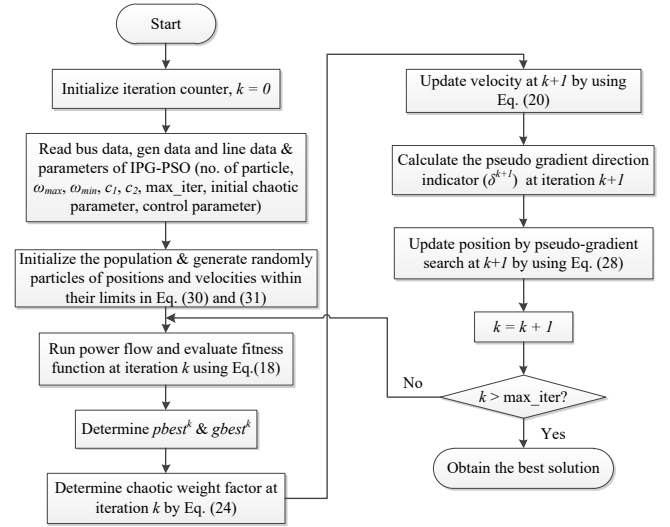 Start
Initialize iteration counter, k = 0
Read bus data, gen data and line data &
parameters of IPG-PSO (no. of particle,
ωmax, ωmin, c1, c2, max_iter, initial chaotic
parameter, control parameter)
Initialize the population & generate randomly
particles of positions and velocities within
their limits in Eq. (30) and (31)
Run power flow and evaluate fitness
function at iteration k using Eq.(18)
Determine pbest^k & gbest^k
Determine chaotic weight factor at
iteration k by Eq. (24)
Update velocity at k+1 by using
Eq. (20)
Calculate the pseudo gradient direction
indicator (δ^k+1) at iteration k+1
Update position by pseudo-gradient
search at k+1 by using Eq. (28)
k = k + 1
No
k > max_iter?
Yes
Obtain the best solution